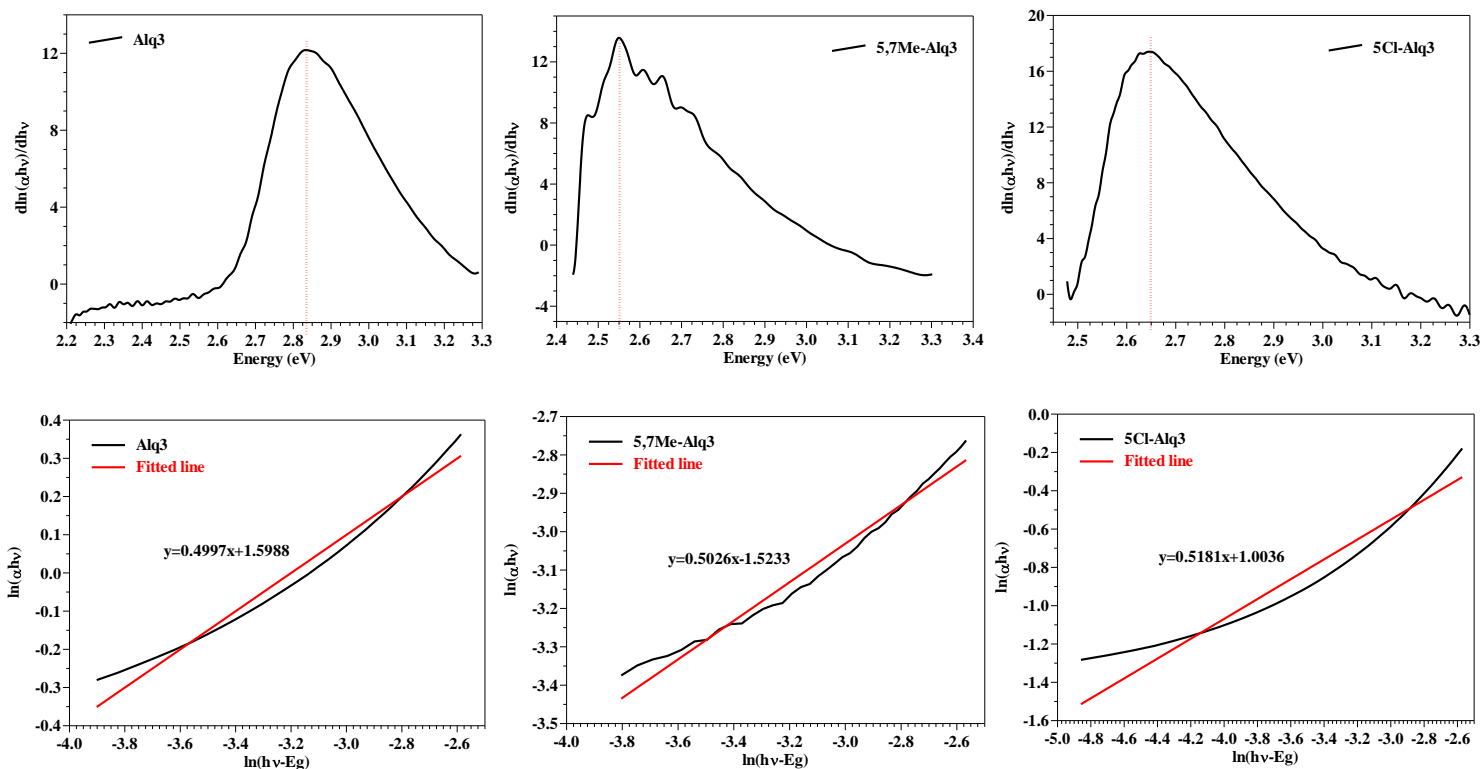 Alq3
dln(αhν)/dhν
12
8
4
0
2.2 2.3 2.4 2.5 2.6 2.7 2.8 2.9 3.0 3.1 3.2 3.3
Energy (eV)
5,7Me-Alq3
dln(αhν)/dhν
12
8
4
0
-4
2.4 2.5 2.6 2.7 2.8 2.9 3.0 3.1 3.2 3.3 3.4
Energy (eV)
5Cl-Alq3
dln(αhν)/dhν
20
16
12
8
4
0
2.5 2.6 2.7 2.8 2.9 3.0 3.1 3.2 3.3
Energy (eV)
Alq3
Fitted line
y=0.4997x+1.5988
ln(αhν)
0.4
0.3
0.2
0.1
0.0
-0.1
-0.2
-0.3
-0.4
-4.0 -3.8 -3.6 -3.4 -3.2 -3.0 -2.8 -2.6
ln(hν-Eg)
5,7Me-Alq3
Fitted line
y=0.5026x-1.5233
ln(αhν)
-2.7
-2.8
-2.9
-3.0
-3.1
-3.2
-3.3
-3.4
-3.5
-4.0 -3.8 -3.6 -3.4 -3.2 -3.0 -2.8 -2.6
ln(hν-Eg)
5Cl-Alq3
Fitted line
y=0.5181x+1.0036
ln(αhν)
0.0
-0.2
-0.4
-0.6
-0.8
-1.0
-1.2
-1.4
-1.6
-5.0 -4.8 -4.6 -4.4 -4.2 -4.0 -3.8 -3.6 -3.4 -3.2 -3.0 -2.8 -2.6
ln(hν-Eg)